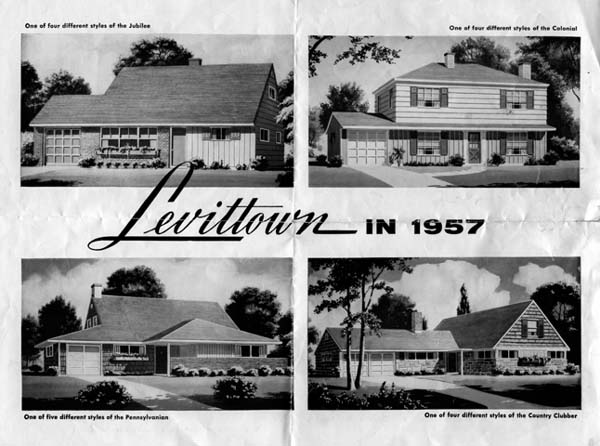 One of four different styles of the Jubilee
One of four different styles of the Colonial
Levittown IN 1957
One of five different styles of the Pennsylvanian
One of four different styles of the Country Clubber